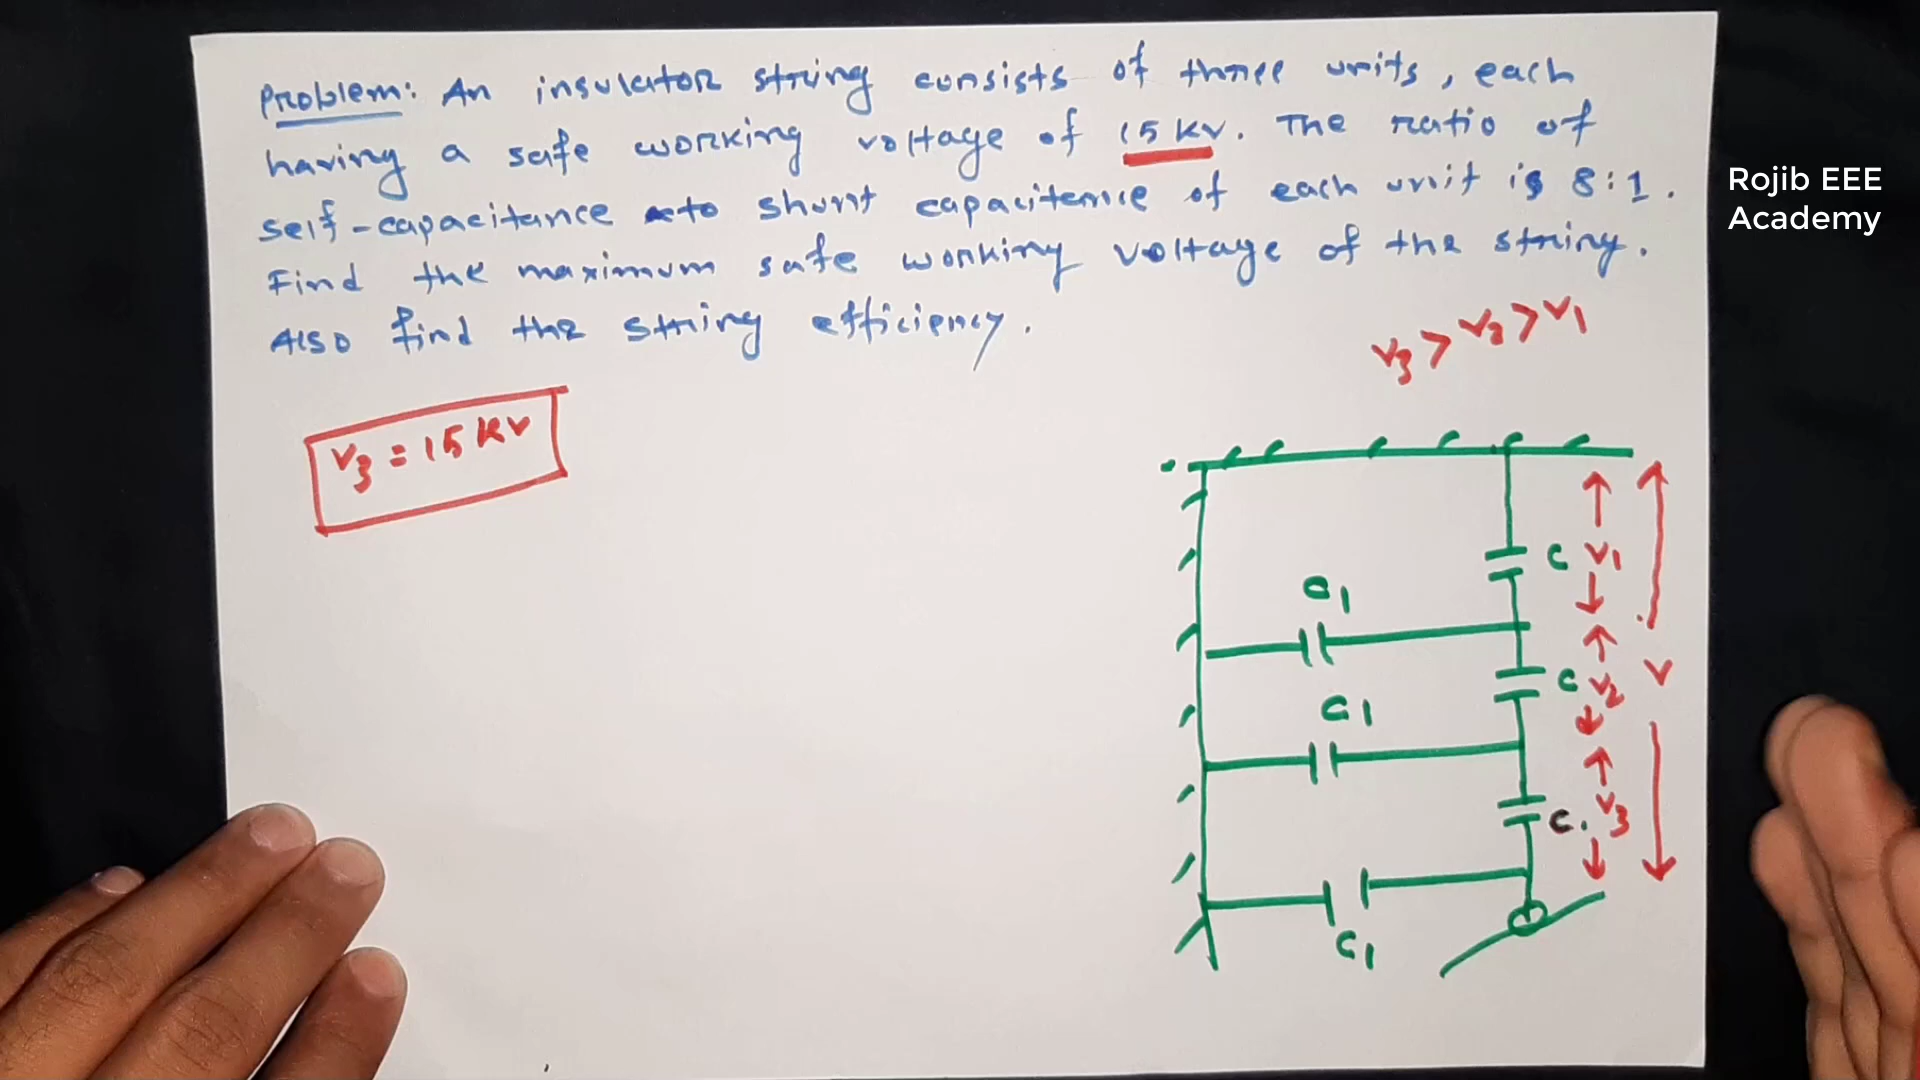 Problem: An insulator string consists of three units, each
having a safe working voltage of 15 kv. The ratio of
self-capacitance to shunt capacitance of each unit is 8:1.
Find the maximum safe working voltage of the string.
Also find the string efficiency.
Rojib EEE
Academy
V3 > V2 > V1
V3 = 15 kv
C V1
C1
C V2 V
C1
C. V3
C1